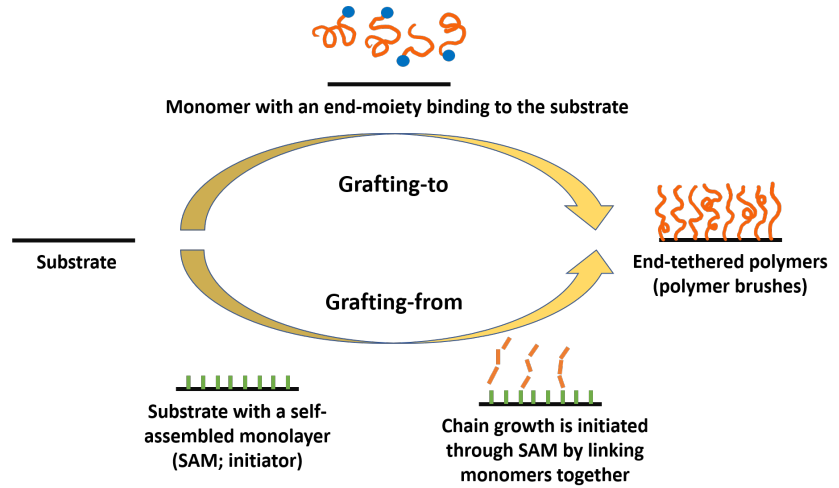 Monomer with an end-moiety binding to the substrate
Grafting-to
Substrate
End-tethered polymers
(polymer brushes)
Grafting-from
Substrate with a self-
assembled monolayer
(SAM; initiator)
Chain growth is initiated
through SAM by linking
monomers together